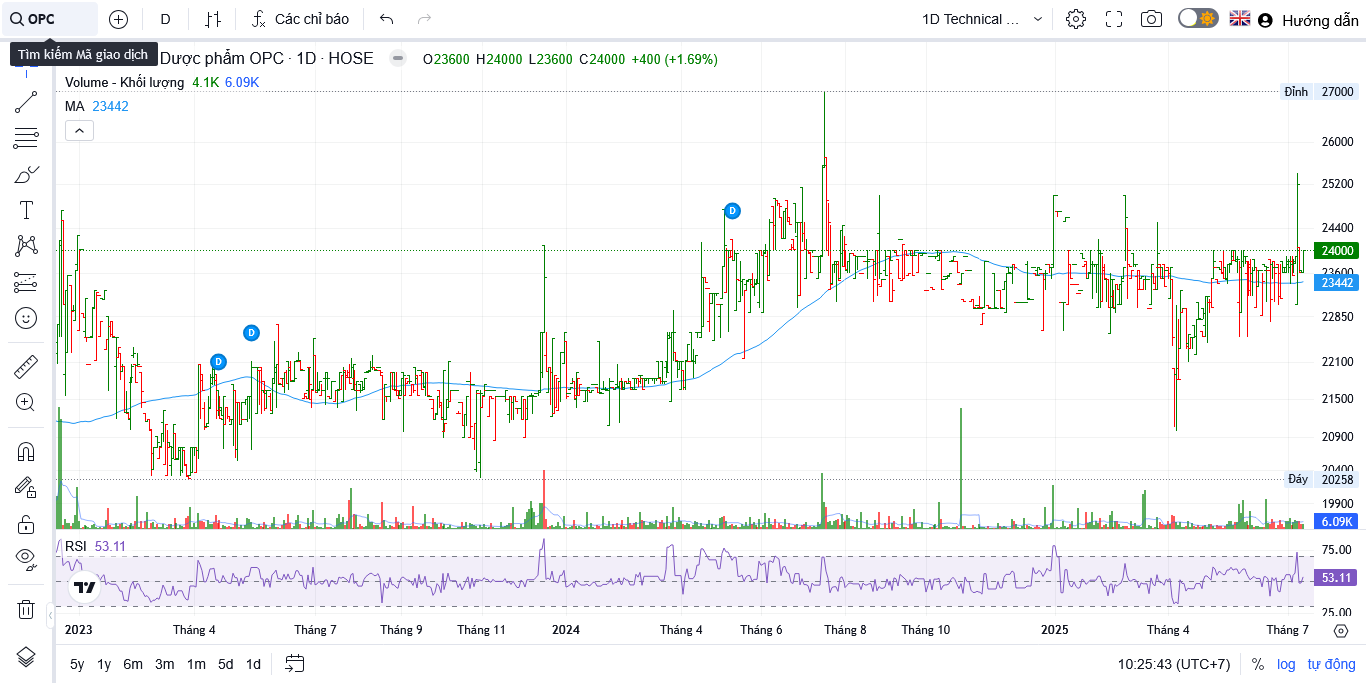 OPC
D
Các chỉ báo
1D Technical ...
Hướng dẫn
Tìm kiếm Mã giao dịch
Dược phẩm OPC · 1D · HOSE
O23600 H24000 L23600 C24000 +400 (+1.69%)
Volume - Khối lượng 4.1K 6.09K
MA 23442
Đỉnh 27000
26000
25200
24400
24000
23600
23442
22850
22100
21500
20900
20400
Đáy 20258
19900
6.09K
D
D
D
RSI 53.11
75.00
53.11
25.00
2023 Tháng 4 Tháng 7 Tháng 9 Tháng 11 2024 Tháng 4 Tháng 6 Tháng 8 Tháng 10 2025 Tháng 4 Tháng 7
5y 1y 6m 3m 1m 5d 1d
10:25:43 (UTC+7) % log tự động